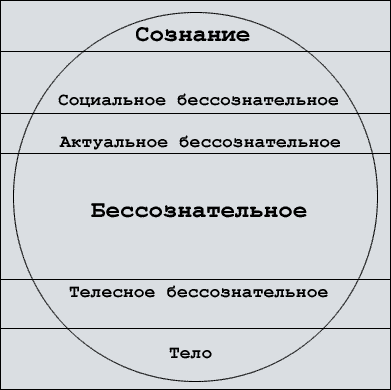 Сознание
Социальное бессознательное
Актуальное бессознательное
Бессознательное
Телесное бессознательное
Тело